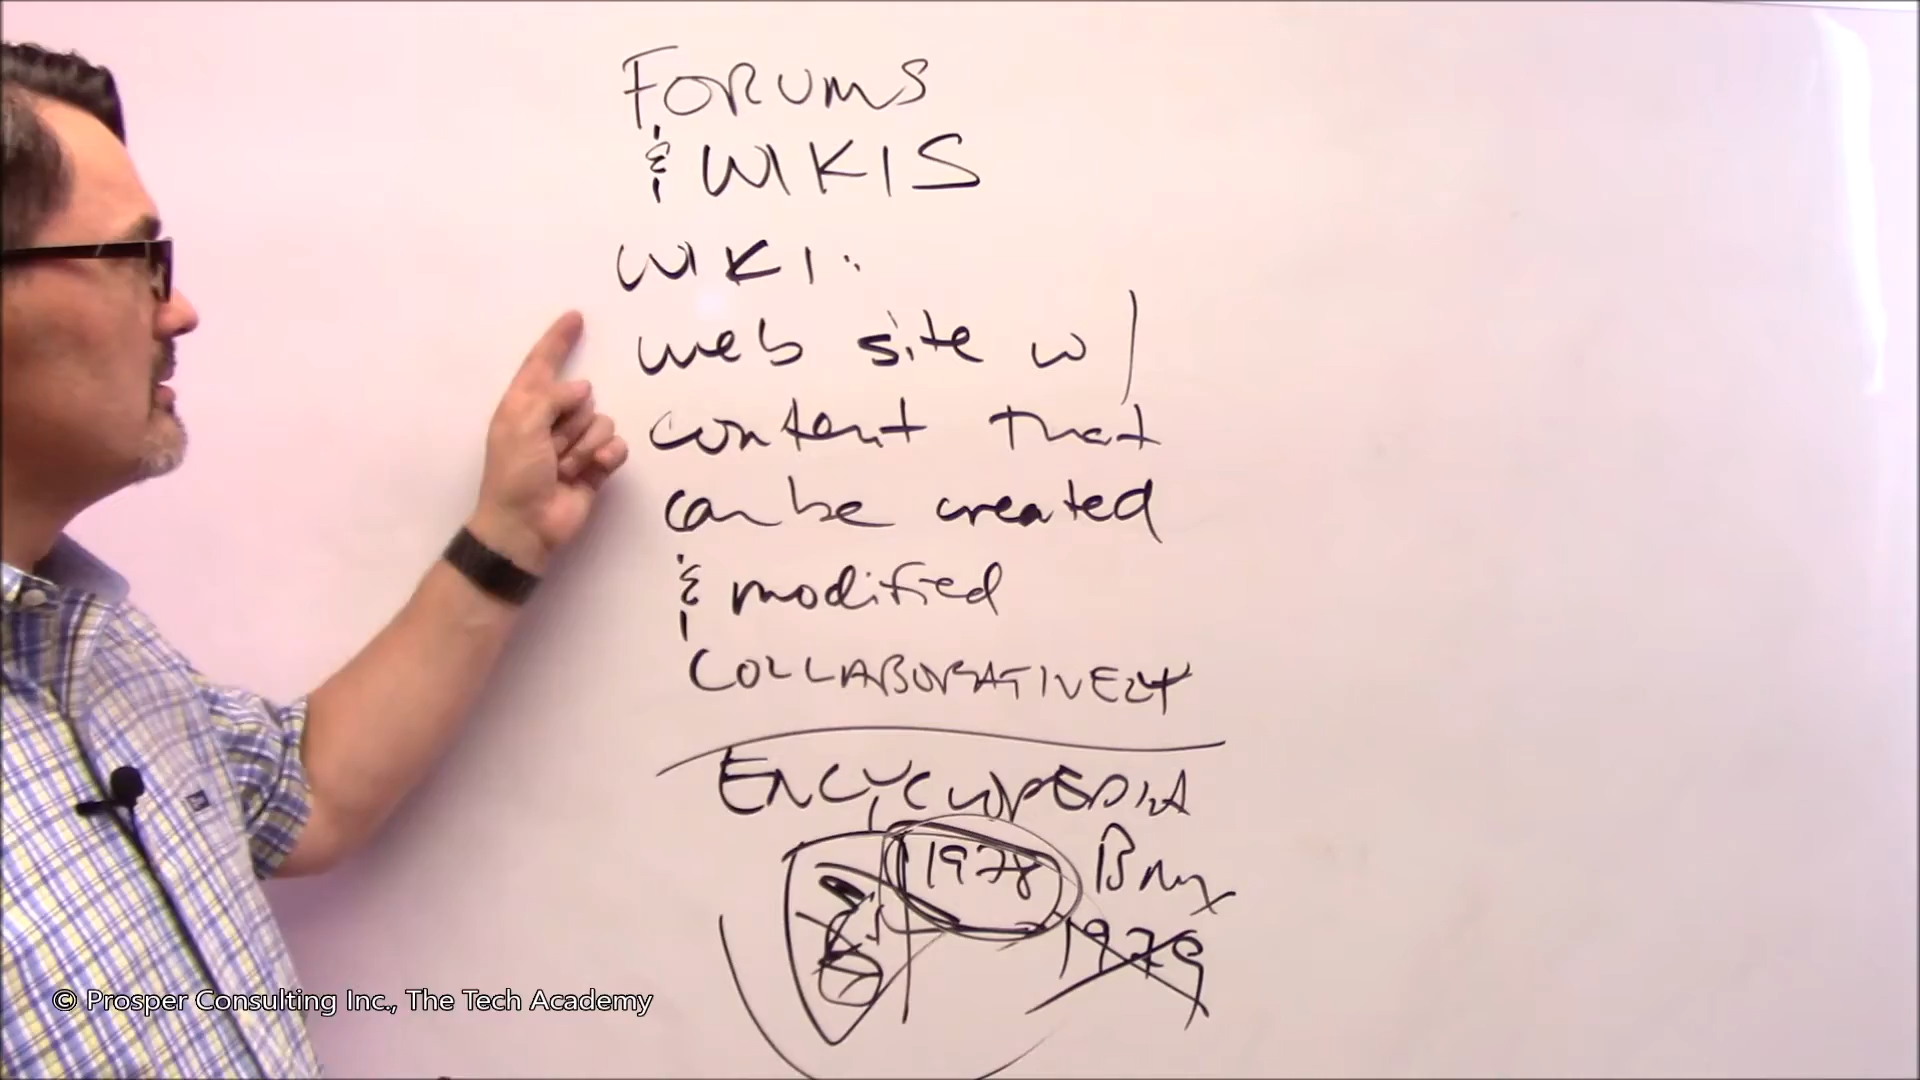 FORUMS
& WIKIS
WIKI:
web site w/
content that
can be created
& modified
COLLABORATIVELY
ENCYCLOPEDIA
1978
1979
© Prosper Consulting Inc., The Tech Academy